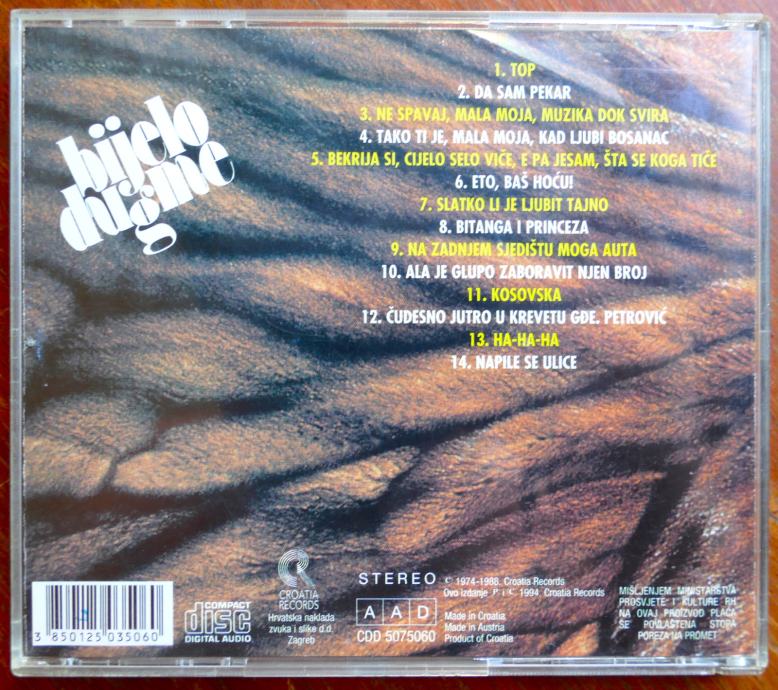 bijelo
dugme
1. TOP
2. DA SAM PEKAR
3. NE SPAVAJ, MALA MOJA, MUZIKA DOK SVIRA
4. TAKO TI JE, MALA MOJA, KAD LJUBI BOSANAC
5. BEKRIJA SI, CIJELO SELO VIČE, E PA JESAM, ŠTA SE KOGA TIČE
6. ETO, BAŠ HOĆU!
7. SLATKO LI JE LJUBIT TAJNO
8. BITANGA I PRINCEZA
9. NA ZADNJEM SJEDIŠTU MOGA AUTA
10. ALA JE GLUPO ZABORAVIT NJEN BROJ
11. KOSOVSKA
12. ČUDESNO JUTRO U KREVETU GĐE. PETROVIĆ
13. HA-HA-HA
14. NAPILE SE ULICE
3 850125 035060
COMPACT
disc
DIGITAL AUDIO
CROATIA
RECORDS
Hrvatska naklada
zvuka i slike d.d.
Zagreb
STEREO
© 1974-1988. Croatia Records
Ovo izdanje P i C 1994. Croatia Records
A A D
CDD 5075060
Made in Croatia
Made in Austria
Product of Croatia
MIŠLJENJEM MINISTARSTVA
PROSVJETE I KULTURE RH
NA OVAJ PROIZVOD PLAĆA
SE POVLAŠTENA STOPA
POREZA NA PROMET